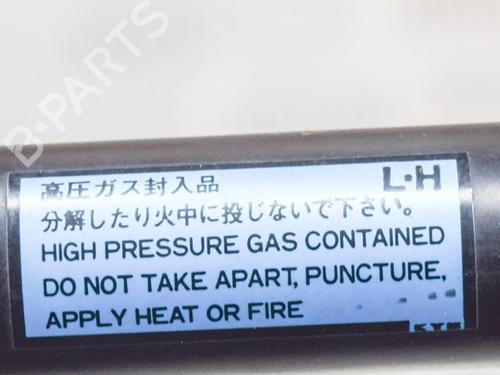 B-PARTS
高圧ガス封入品 L·H
分解したり火中に投じないで下さい。
HIGH PRESSURE GAS CONTAINED
DO NOT TAKE APART, PUNCTURE,
APPLY HEAT OR FIRE
KYB